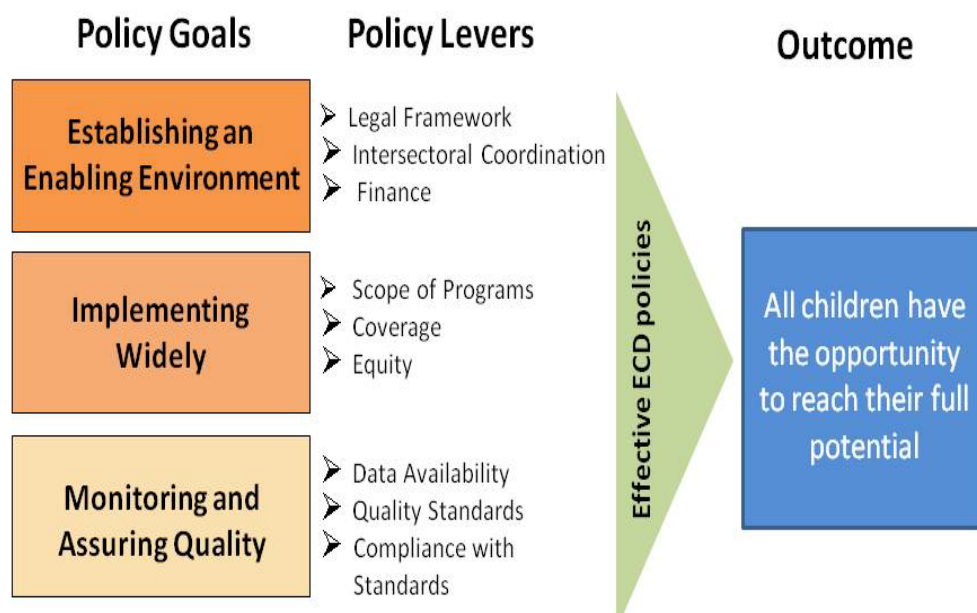 Policy Goals
Policy Levers
Outcome
Establishing an
Enabling Environment
Legal Framework
Intersectoral Coordination
Finance
Implementing
Widely
Scope of Programs
Coverage
Equity
Monitoring and
Assuring Quality
Data Availability
Quality Standards
Compliance with
Standards
Effective ECD policies
All children have
the opportunity
to reach their full
potential